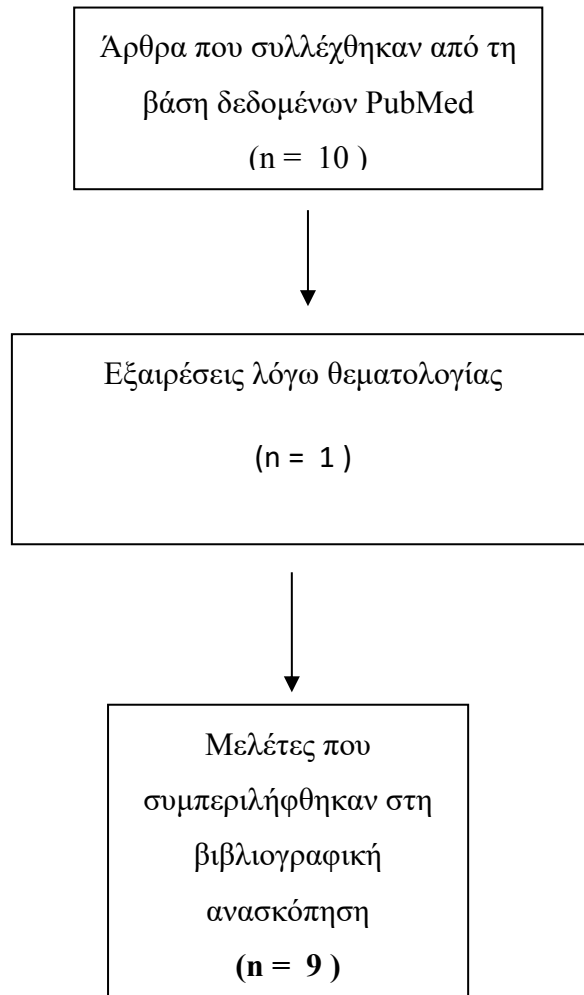 Άρθρα που συλλέχθηκαν από τη
βάση δεδομένων PubMed
(n = 10 )
Εξαιρέσεις λόγω θεματολογίας
(n = 1 )
Μελέτες που
συμπεριλήφθηκαν στη
βιβλιογραφική
ανασκόπηση
(n = 9 )